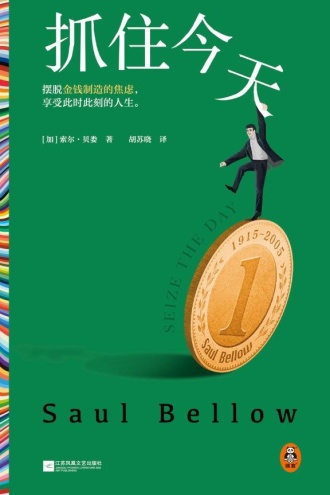 抓住今天
摆脱金钱制造的焦虑,
享受此时此刻的人生。
[加]索尔·贝娄 著 胡苏晓 译
SEIZE THE DAY
1915-2005
1
Saul Bellow
Saul Bellow
江苏凤凰文艺出版社
读客